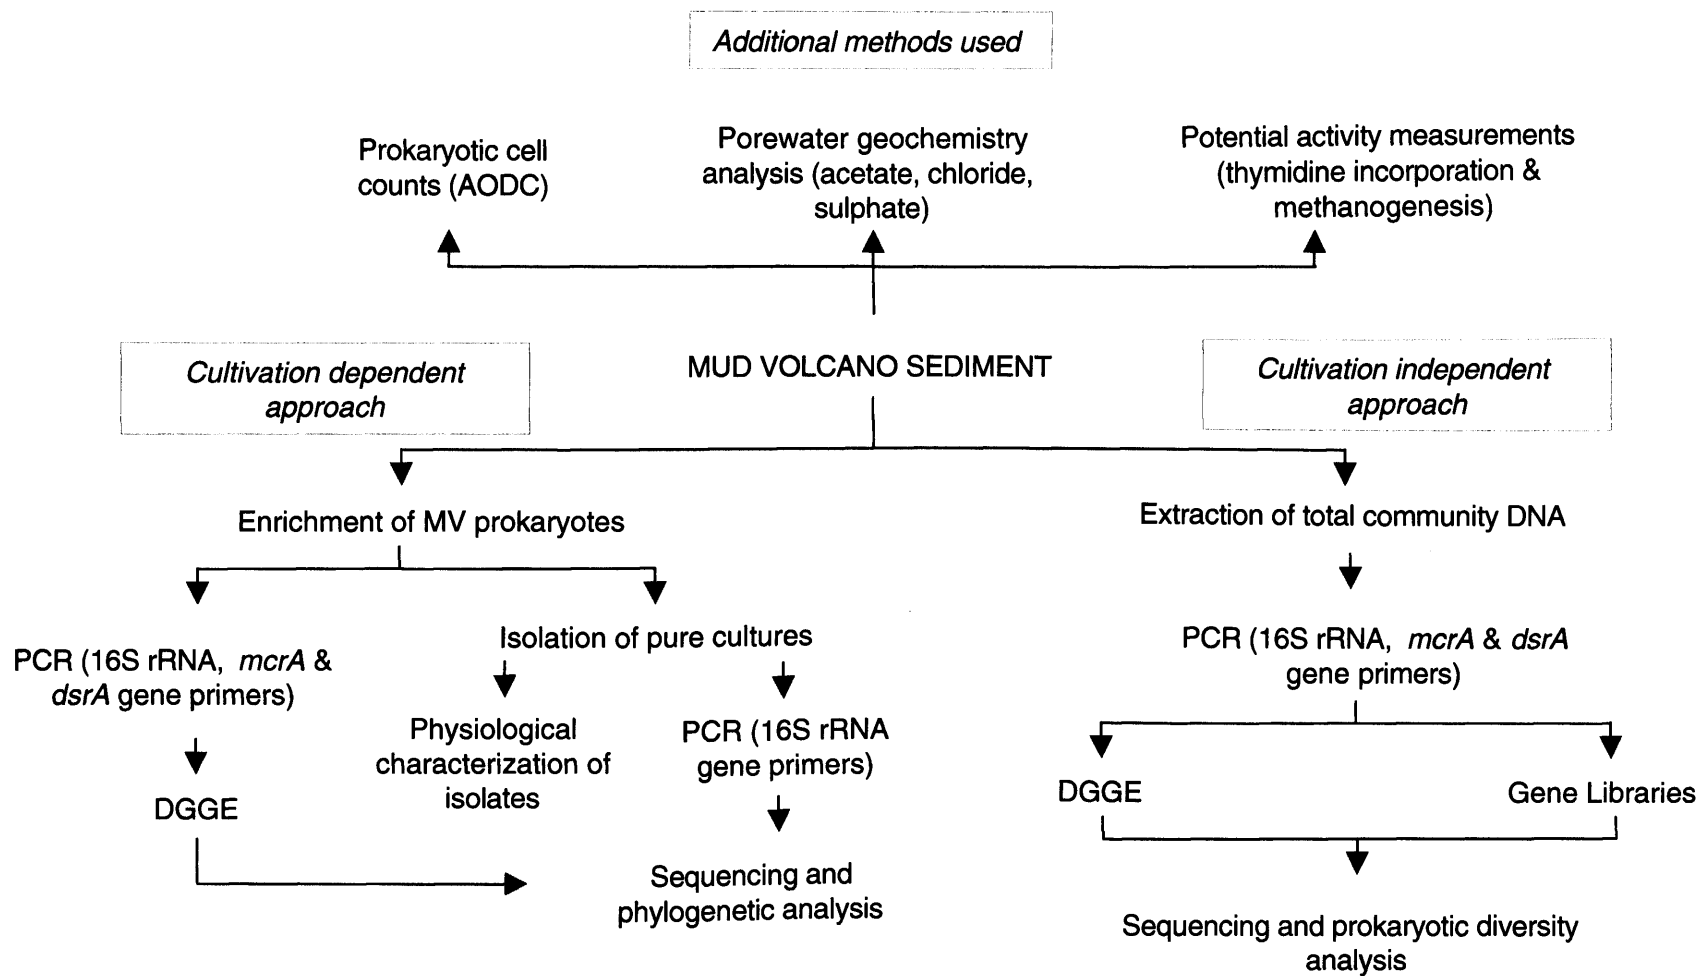 Additional methods used
Prokaryotic cell
counts (AODC)
Porewater geochemistry
analysis (acetate, chloride,
sulphate)
Potential activity measurements
(thymidine incorporation &
methanogenesis)
Cultivation dependent
approach
MUD VOLCANO SEDIMENT
Cultivation independent
approach
Enrichment of MV prokaryotes
Extraction of total community DNA
PCR (16S rRNA, mcrA &
dsrA gene primers)
Isolation of pure cultures
PCR (16S rRNA, mcrA & dsrA
gene primers)
Physiological
characterization of
isolates
PCR (16S rRNA
gene primers)
DGGE
DGGE
Gene Libraries
Sequencing and
phylogenetic analysis
Sequencing and prokaryotic diversity
analysis